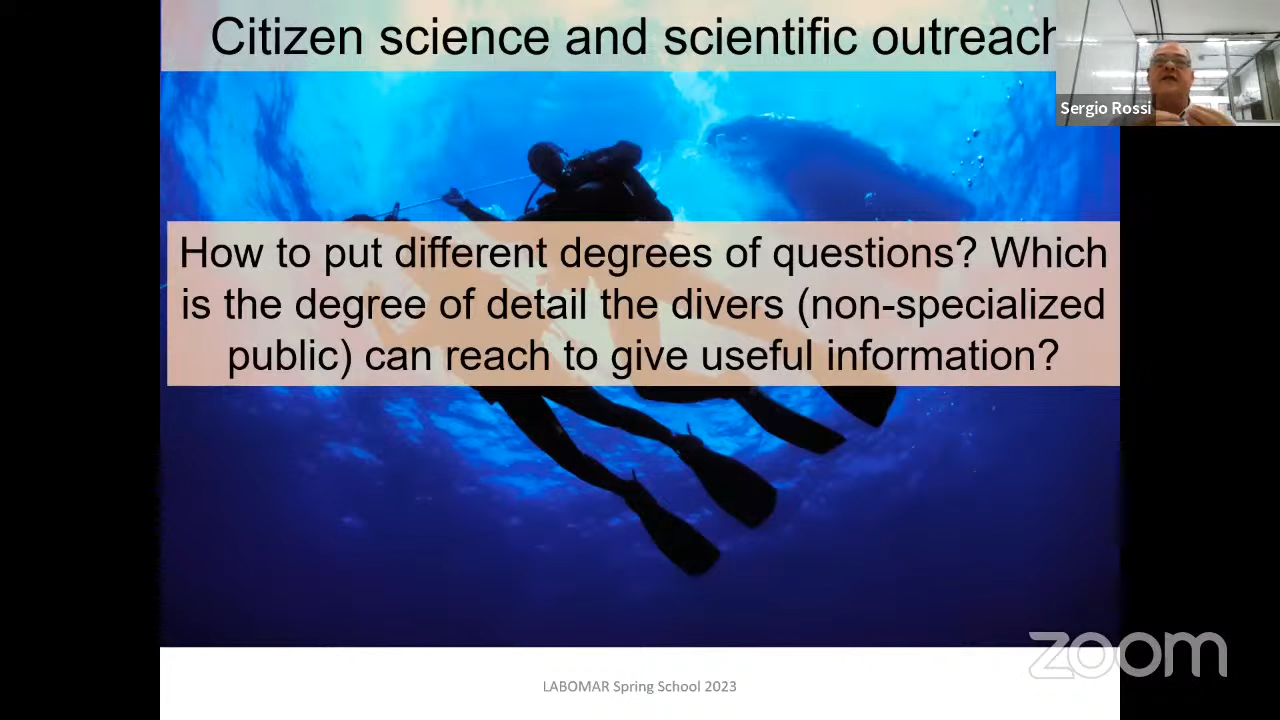 Citizen science and scientific outreach
Sergio Rossi
How to put different degrees of questions? Which
is the degree of detail the divers (non-specialized
public) can reach to give useful information?
zoom
LABOMAR Spring School 2023